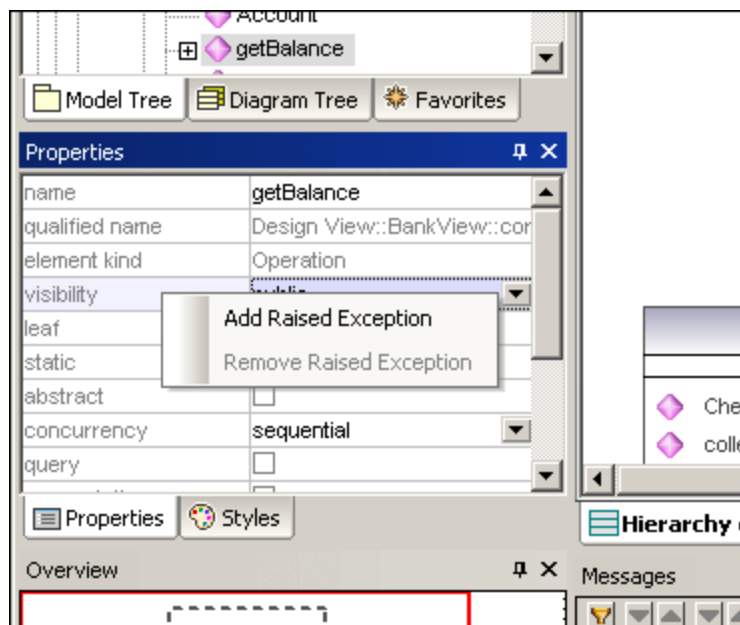 Account
getBalance
Model Tree
Diagram Tree
Favorites
Properties
name
getBalance
qualified name
Design View::BankView::cor
element kind
Operation
visibility
public
leaf
Add Raised Exception
static
Remove Raised Exception
abstract
concurrency
sequential
query
Properties
Styles
Overview
Che
colle
Hierarchy
Messages